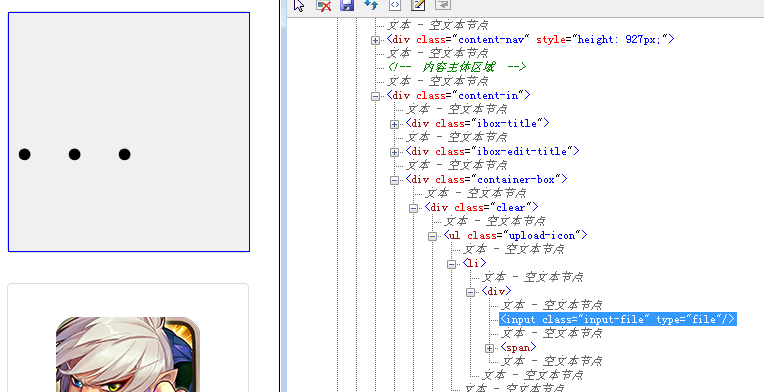 文本 - 空文本节点
<div class="content-nav" style="height: 927px;">
<!-- 内容主体区域 -->
文本 - 空文本节点
<div class="content-in">
文本 - 空文本节点
<div class="ibox-title">
文本 - 空文本节点
<div class="ibox-edit-title">
文本 - 空文本节点
<div class="container-box">
文本 - 空文本节点
<div class="clear">
文本 - 空文本节点
<ul class="upload-icon">
文本 - 空文本节点
<li>
文本 - 空文本节点
<div>
文本 - 空文本节点
<input class="input-file" type="file"/>
文本 - 空文本节点
<span>
文本 - 空文本节点
文本 - 空文本节点
文本 - 空文本节点